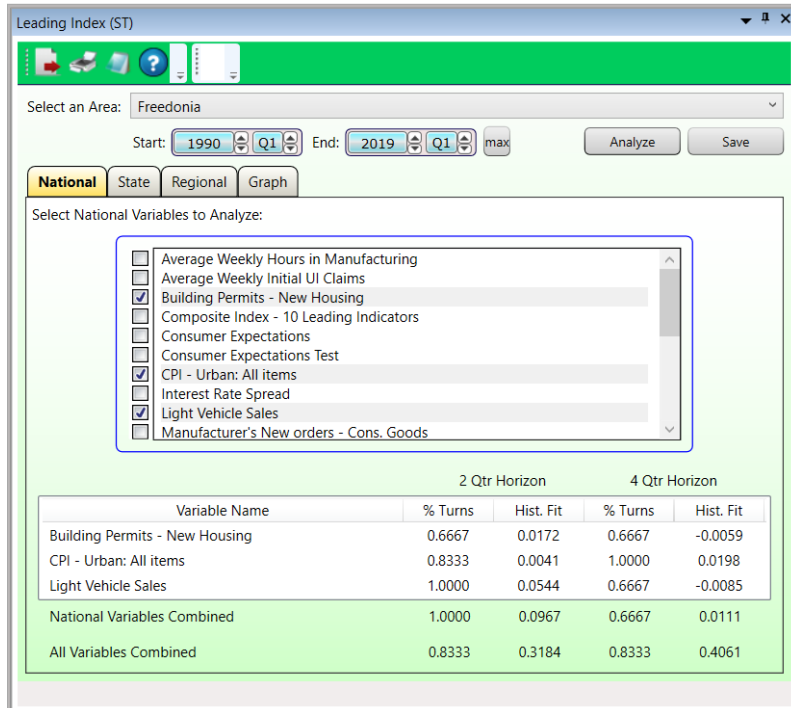 Leading Index (ST)
?
Select an Area: Freedonia
Start: 1990 Q1 End: 2019 Q1 max Analyze Save
National State Regional Graph
Select National Variables to Analyze:
Average Weekly Hours in Manufacturing
Average Weekly Initial UI Claims
Building Permits - New Housing
Composite Index - 10 Leading Indicators
Consumer Expectations
Consumer Expectations Test
CPI - Urban: All items
Interest Rate Spread
Light Vehicle Sales
Manufacturer's New orders - Cons. Goods
2 Qtr Horizon 4 Qtr Horizon
Variable Name % Turns Hist. Fit % Turns Hist. Fit
Building Permits - New Housing 0.6667 0.0172 0.6667 -0.0059
CPI - Urban: All items 0.8333 0.0041 1.0000 0.0198
Light Vehicle Sales 1.0000 0.0544 0.6667 -0.0085
National Variables Combined 1.0000 0.0967 0.6667 0.0111
All Variables Combined 0.8333 0.3184 0.8333 0.4061